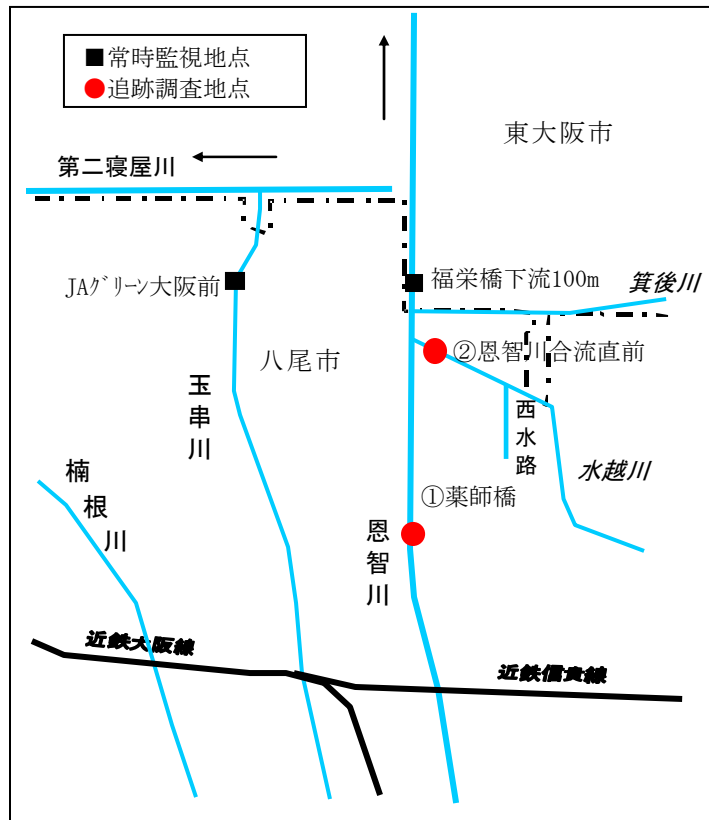 ■常時監視地点
●追跡調査地点
東大阪市
第二寝屋川
JAグリーン大阪前
福栄橋下流100m
箕後川
②恩智川合流直前
八尾市
玉串川
西水路
水越川
楠根川
①薬師橋
恩智川
近鉄大阪線
近鉄信貴線